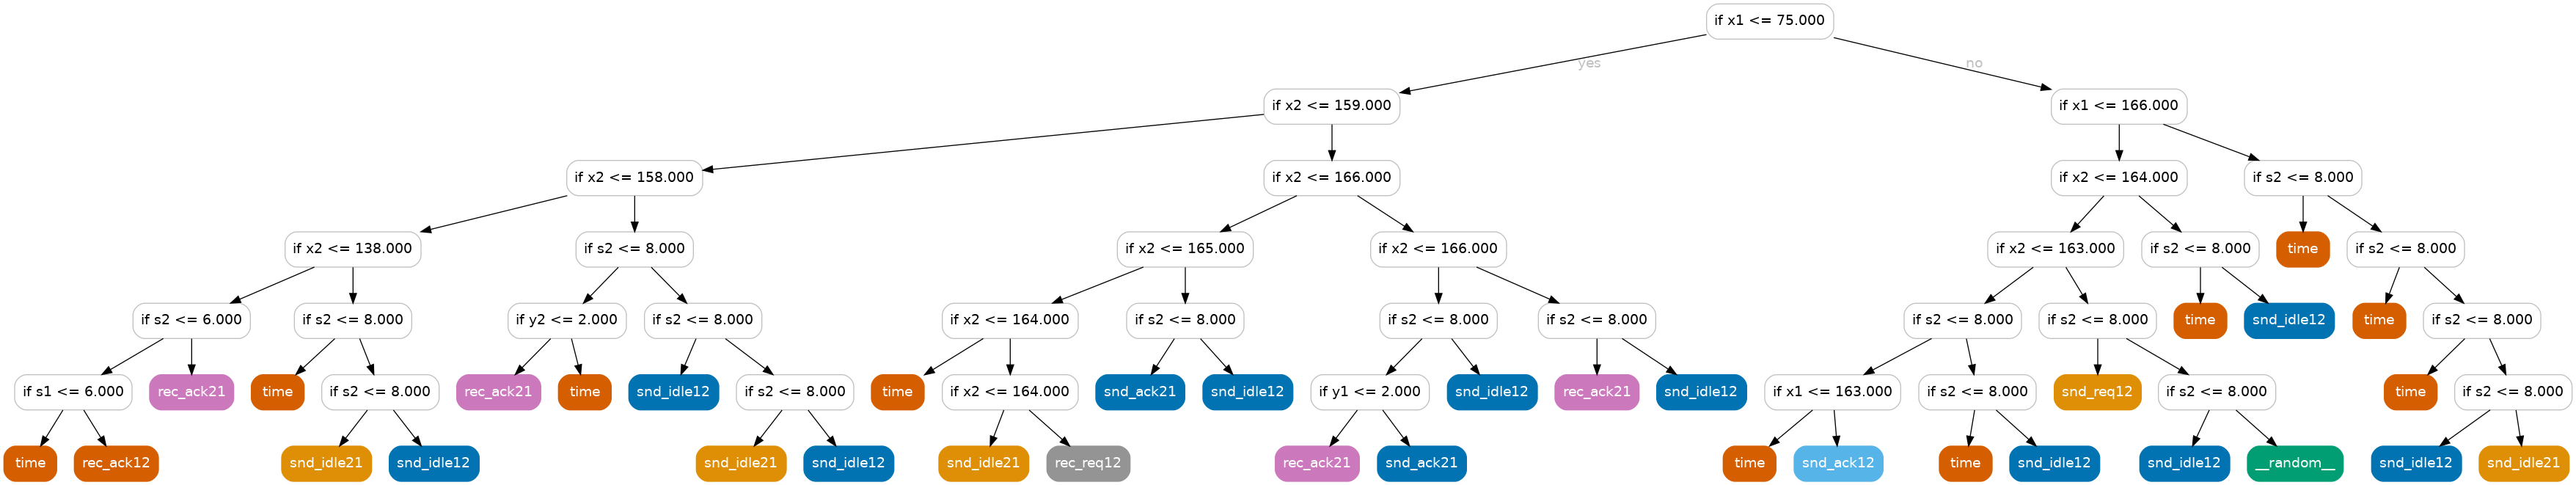 if x1 <= 75.000
yes
no
if x2 <= 159.000
if x1 <= 166.000
if x2 <= 158.000
if x2 <= 166.000
if x2 <= 164.000
if s2 <= 8.000
if x2 <= 138.000
if s2 <= 8.000
if x2 <= 165.000
if x2 <= 166.000
if x2 <= 163.000
if s2 <= 8.000
time
if s2 <= 8.000
if s2 <= 6.000
if s2 <= 8.000
if y2 <= 2.000
if s2 <= 8.000
if x2 <= 164.000
if s2 <= 8.000
if s2 <= 8.000
if s2 <= 8.000
if s2 <= 8.000
if s2 <= 8.000
time
snd_idle12
time
if s2 <= 8.000
if s1 <= 6.000
rec_ack21
time
if s2 <= 8.000
rec_ack21
time
snd_idle12
if s2 <= 8.000
time
if x2 <= 164.000
snd_ack21
snd_idle12
if y1 <= 2.000
snd_idle12
rec_ack21
snd_idle12
if x1 <= 163.000
if s2 <= 8.000
snd_req12
if s2 <= 8.000
time
if s2 <= 8.000
time
rec_ack12
snd_idle21
snd_idle12
snd_idle21
snd_idle12
snd_idle21
rec_req12
rec_ack21
snd_ack21
time
snd_ack12
time
snd_idle12
snd_idle12
__random__
snd_idle12
snd_idle21